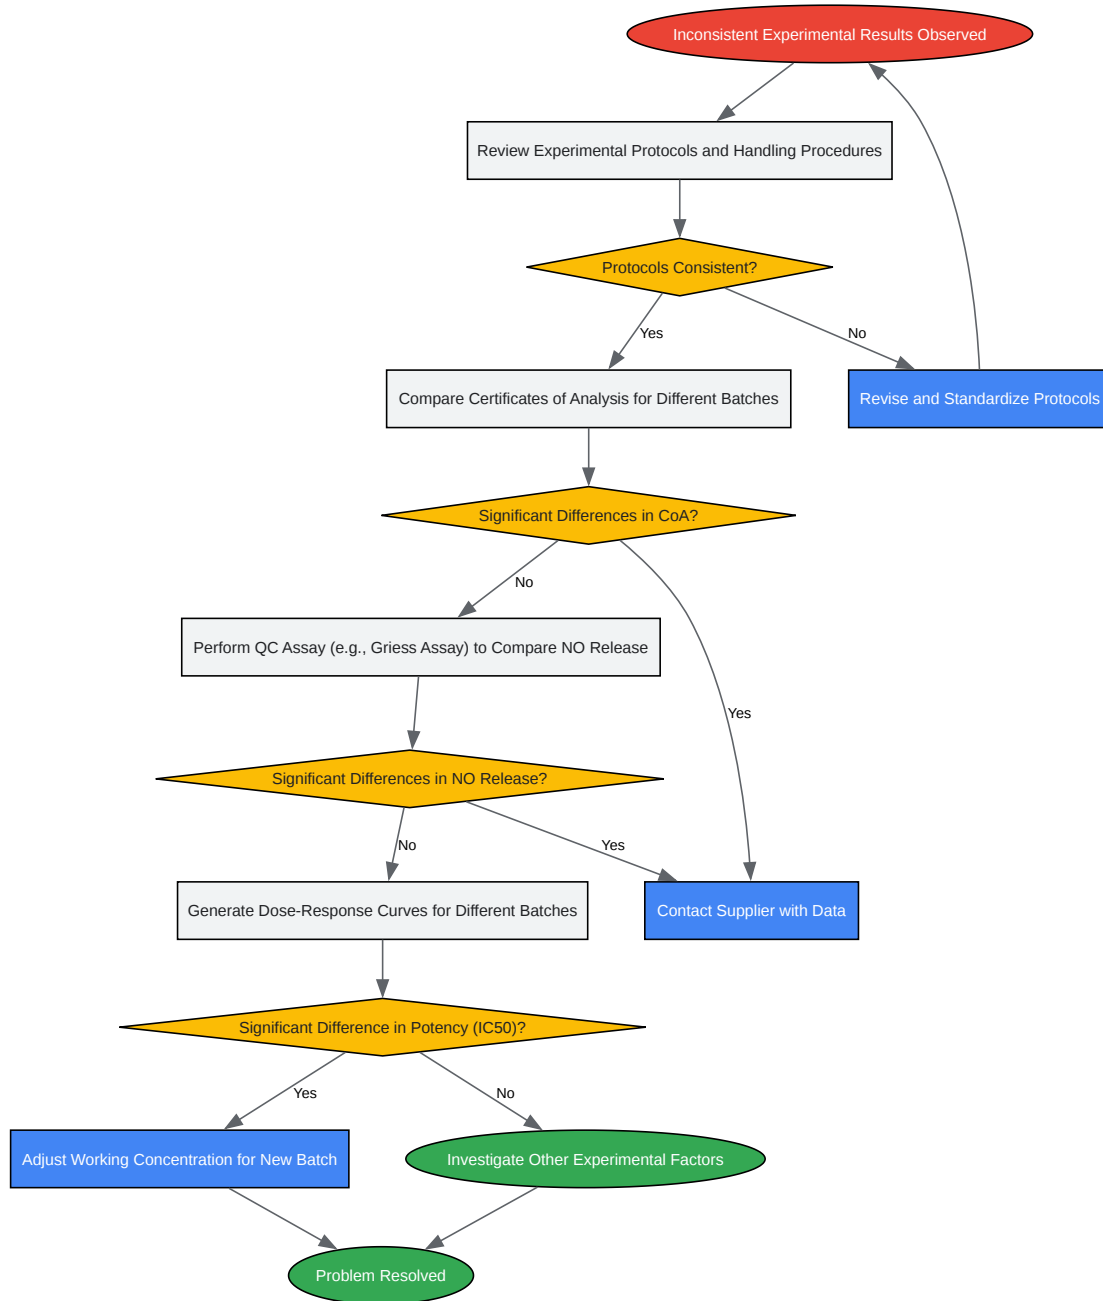 Inconsistent Experimental Results Observed
Review Experimental Protocols and Handling Procedures
Protocols Consistent?
Yes
No
Compare Certificates of Analysis for Different Batches
Revise and Standardize Protocols
Significant Differences in CoA?
No
Perform QC Assay (e.g., Griess Assay) to Compare NO Release
Yes
Significant Differences in NO Release?
No
Yes
Generate Dose-Response Curves for Different Batches
Contact Supplier with Data
Significant Difference in Potency (IC50)?
Yes
No
Adjust Working Concentration for New Batch
Investigate Other Experimental Factors
Problem Resolved